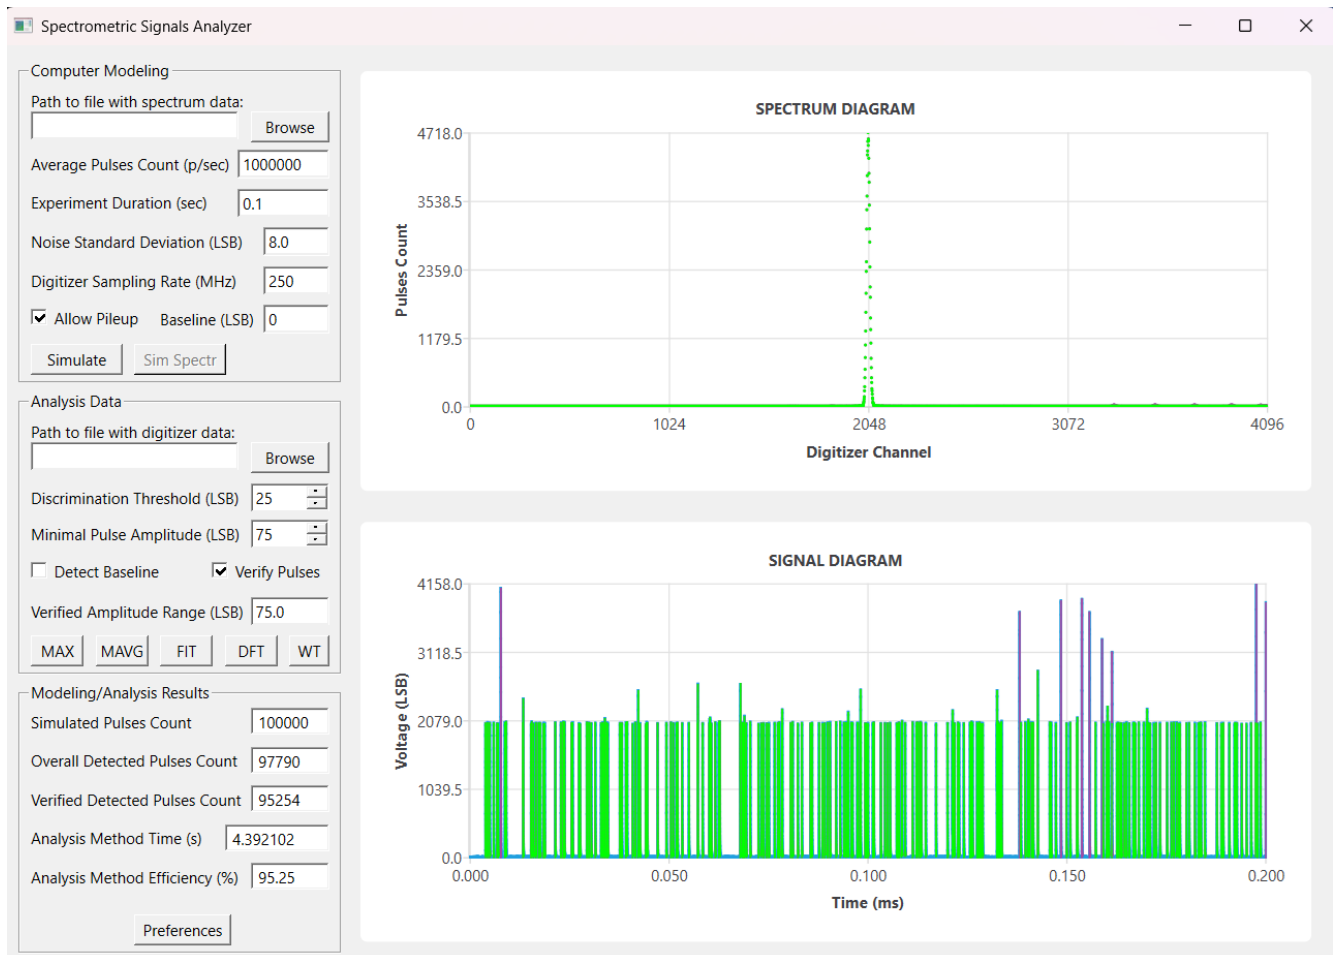 Spectrometric Signals Analyzer
Computer Modeling
Path to file with spectrum data:
Browse
Average Pulses Count (p/sec) 1000000
Experiment Duration (sec) 0.1
Noise Standard Deviation (LSB) 8.0
Digitizer Sampling Rate (MHz) 250
Allow Pileup Baseline (LSB) 0
Simulate Sim Spectr
Analysis Data
Path to file with digitizer data:
Browse
Discrimination Threshold (LSB) 25
Minimal Pulse Amplitude (LSB) 75
Detect Baseline Verify Pulses
Verified Amplitude Range (LSB) 75.0
MAX MAVG FIT DFT WT
Modeling/Analysis Results
Simulated Pulses Count 100000
Overall Detected Pulses Count 97790
Verified Detected Pulses Count 95254
Analysis Method Time (s) 4.392102
Analysis Method Efficiency (%) 95.25
Preferences
SPECTRUM DIAGRAM
Pulses Count
4718.0
3538.5
2359.0
1179.5
0.0
0 1024 2048 3072 4096
Digitizer Channel
SIGNAL DIAGRAM
Voltage (LSB)
4158.0
3118.5
2079.0
1039.5
0.0
0.000 0.050 0.100 0.150 0.200
Time (ms)